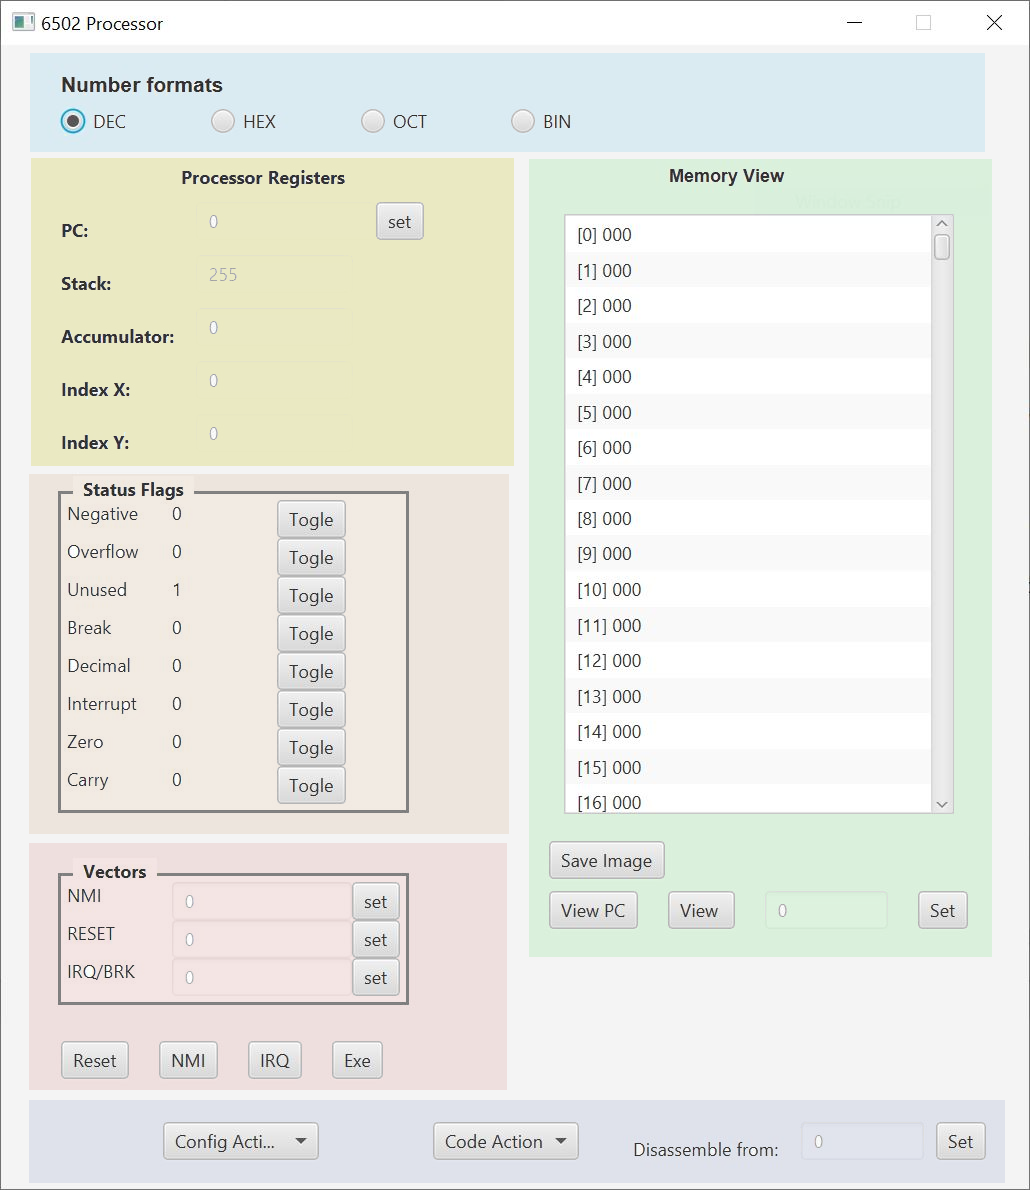 6502 Processor
Number formats
DEC HEX OCT BIN
Processor Registers
PC: 0 set
Stack: 255
Accumulator: 0
Index X: 0
Index Y: 0
Status Flags
Negative 0 Togle
Overflow 0 Togle
Unused 1 Togle
Break 0 Togle
Decimal 0 Togle
Interrupt 0 Togle
Zero 0 Togle
Carry 0 Togle
Vectors
NMI 0 set
RESET 0 set
IRQ/BRK 0 set
Reset NMI IRQ Exe
Memory View
[0] 000
[1] 000
[2] 000
[3] 000
[4] 000
[5] 000
[6] 000
[7] 000
[8] 000
[9] 000
[10] 000
[11] 000
[12] 000
[13] 000
[14] 000
[15] 000
[16] 000
Save Image
View PC View 0 Set
Config Acti... Code Action Disassemble from: 0 Set